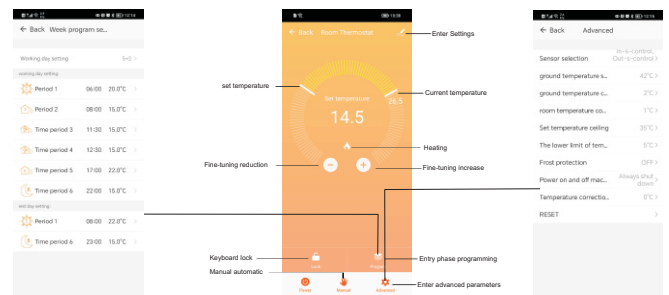 12:16
← Back Week program se...
Working day setting 5+2 >
working day setting
Period 1 06:00 20.0°C >
Period 2 08:00 15.0°C >
Time period 3 11:30 15.0°C >
Time period 4 12:30 15.0°C >
Time period 5 17:00 22.0°C >
Time period 6 22:00 15.0°C >
rest day setting
Period 1 08:00 22.0°C >
Time period 6 23:00 15.0°C >
← Back Room Thermostat
Enter Settings
set temperature
Current temperature
26.5
Set temperature
14.5
Heating
Fine-tuning reduction
Fine-tuning increase
Keyboard lock
Lock
Program
Entry phase programming
Manual automatic
Power
Manual
Advanced
Enter advanced parameters
12:16
← Back Advanced
Sensor selection In-s-control, Out-s-control >
ground temperature s... 42°C >
ground temperature c... 2°C >
room temperature co... 1°C >
Set temperature ceiling 35°C >
The lower limit of tem... 5°C >
Frost protection OFF >
Power on and off mac... Always shut down >
Temperature correctio... 0°C >
RESET >